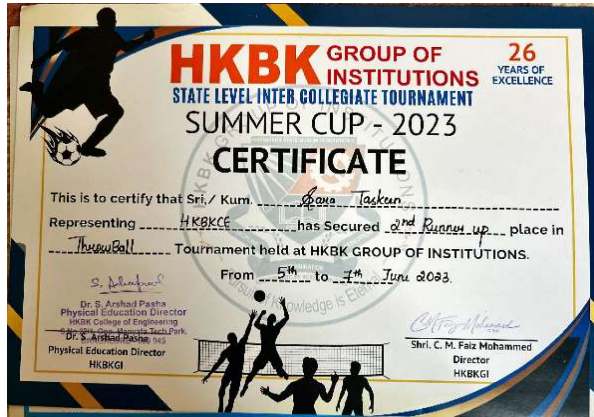 HKBK GROUP OF INSTITUTIONS
26 YEARS OF EXCELLENCE
STATE LEVEL INTER COLLEGIATE TOURNAMENT
SUMMER CUP - 2023
CERTIFICATE
This is to certify that Sri./ Kum. Sara Taskeen
Representing HKBKCE has Secured 2nd Runner up place in
ThrowBall Tournament held at HKBK GROUP OF INSTITUTIONS.
From 5th to 7th June 2023.
Dr. S. Arshad Pasha
Physical Education Director
HKBK College of Engineering
Dr. S. Arshad Pasha
Physical Education Director
HKBKGI
Shri. C. M. Faiz Mohammed
Director
HKBKGI